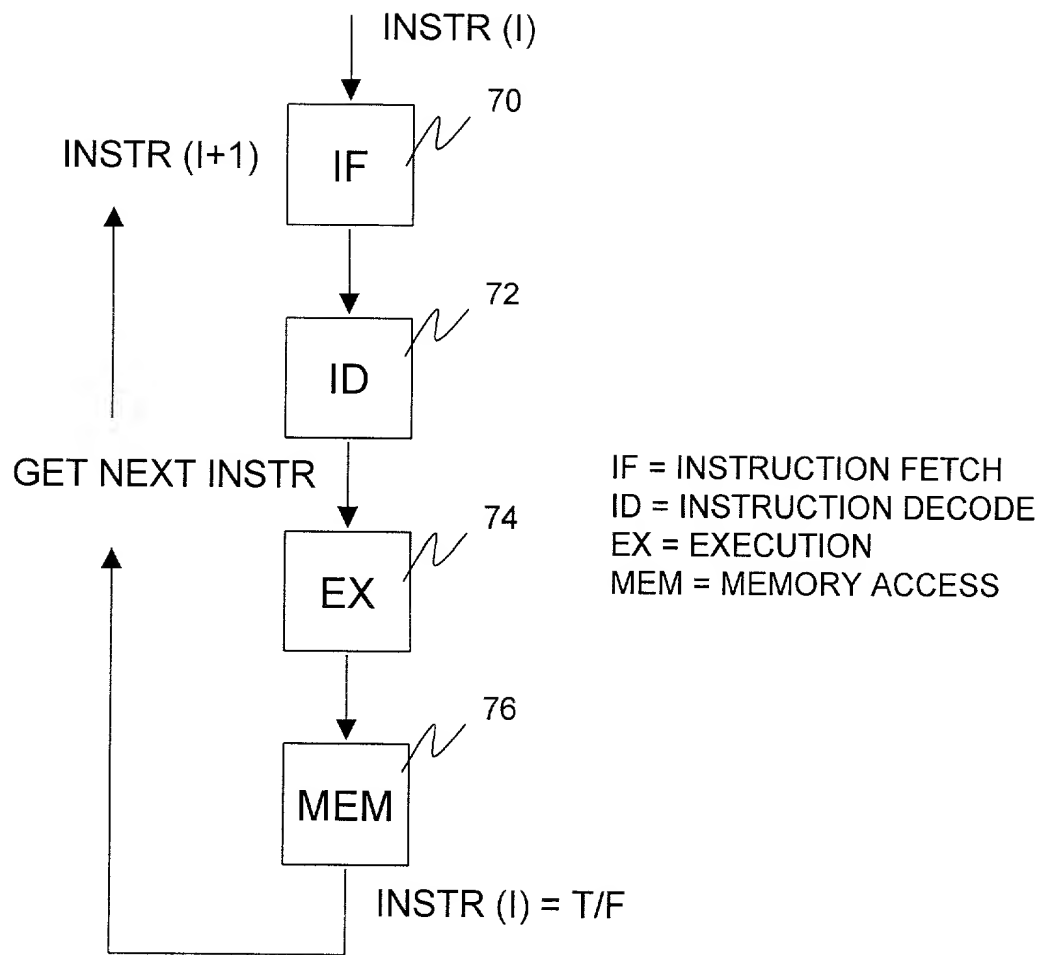 INSTR (I)
70
INSTR (I+1)
IF
72
ID
GET NEXT INSTR
74
EX
IF = INSTRUCTION FETCH
ID = INSTRUCTION DECODE
EX = EXECUTION
MEM = MEMORY ACCESS
76
MEM
INSTR (I) = T/F